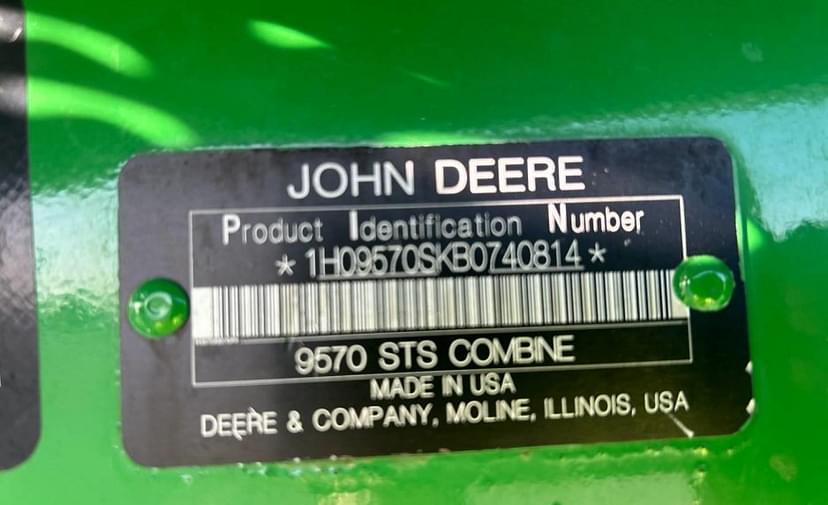 JOHN DEERE
Product Identification Number
* 1H09570SKB0740814 *
9570 STS COMBINE
MADE IN USA
DEERE & COMPANY, MOLINE, ILLINOIS, USA